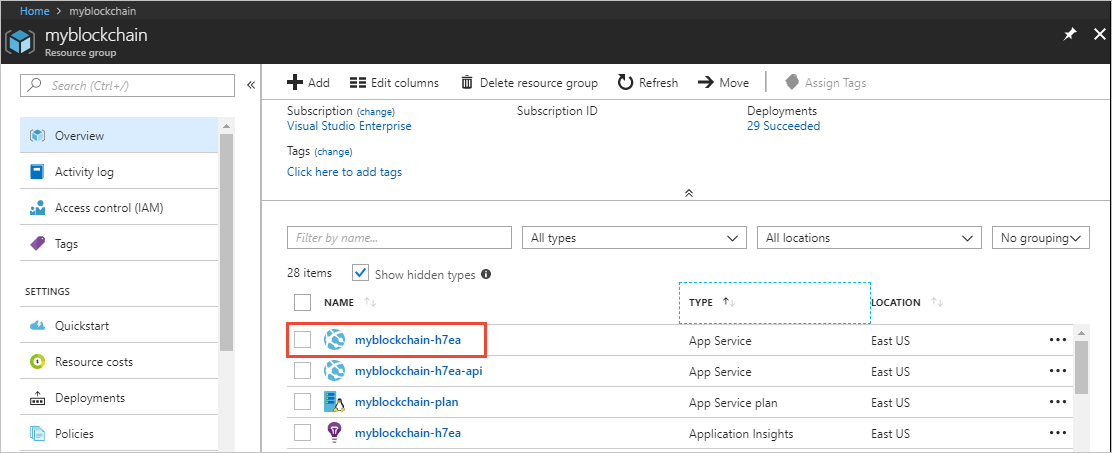 Home > myblockchain
myblockchain
Resource group
Search (Ctrl+/)
Overview
Activity log
Access control (IAM)
Tags
SETTINGS
Quickstart
Resource costs
Deployments
Policies
Add Edit columns Delete resource group Refresh Move Assign Tags
Subscription (change) Subscription ID Deployments
Visual Studio Enterprise 29 Succeeded
Tags (change)
Click here to add tags
Filter by name... All types All locations No grouping
28 items Show hidden types
NAME TYPE LOCATION
myblockchain-h7ea App Service East US
myblockchain-h7ea-api App Service East US
myblockchain-plan App Service plan East US
myblockchain-h7ea Application Insights East US